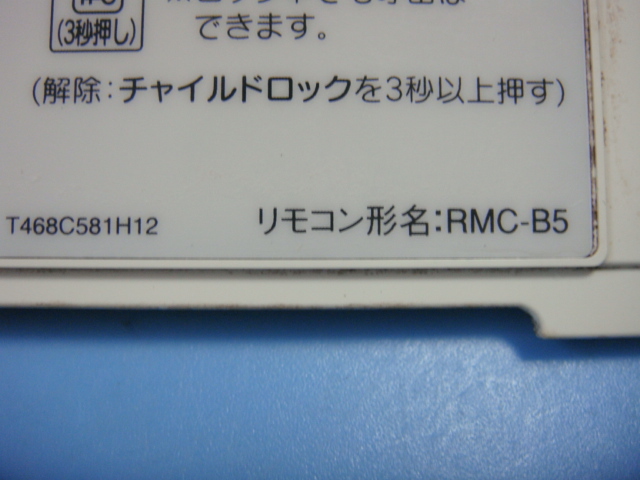 できます。
(3秒押し)
(解除:チャイルドロックを3秒以上押す)
T468C581H12
リモコン形名:RMC-B5